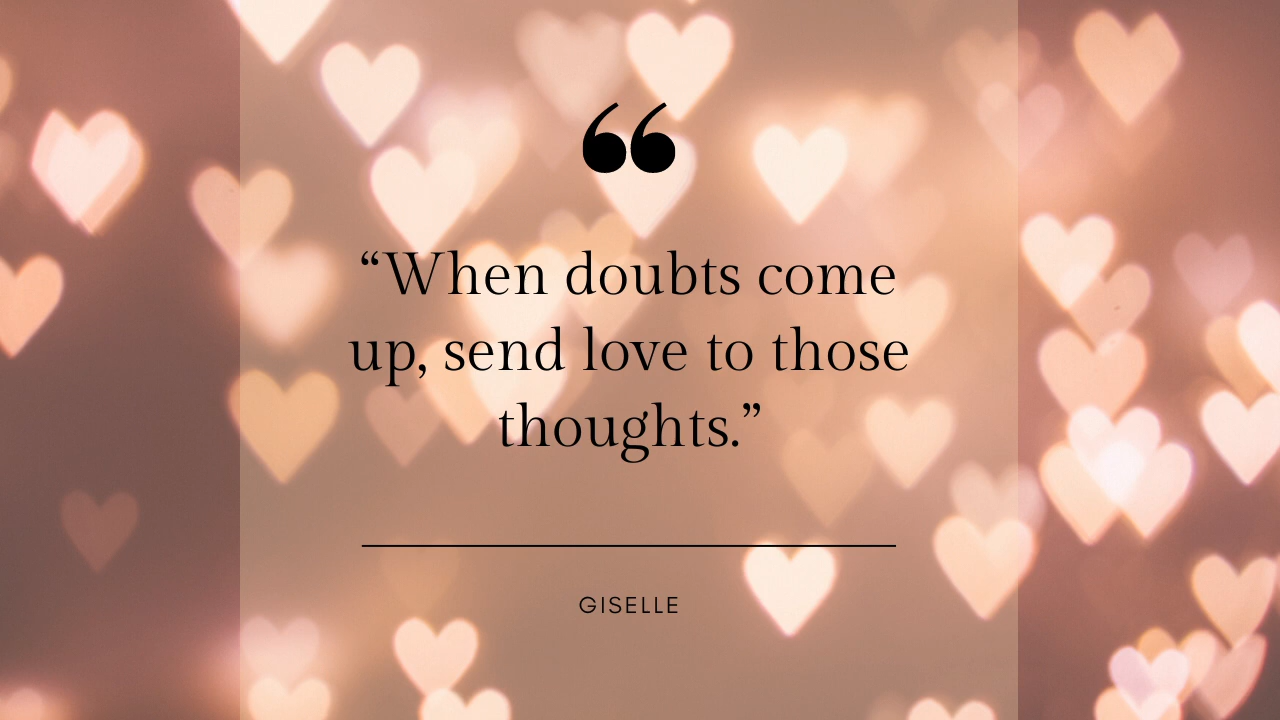 ❝
“When doubts come
up, send love to those
thoughts.”
GISELLE